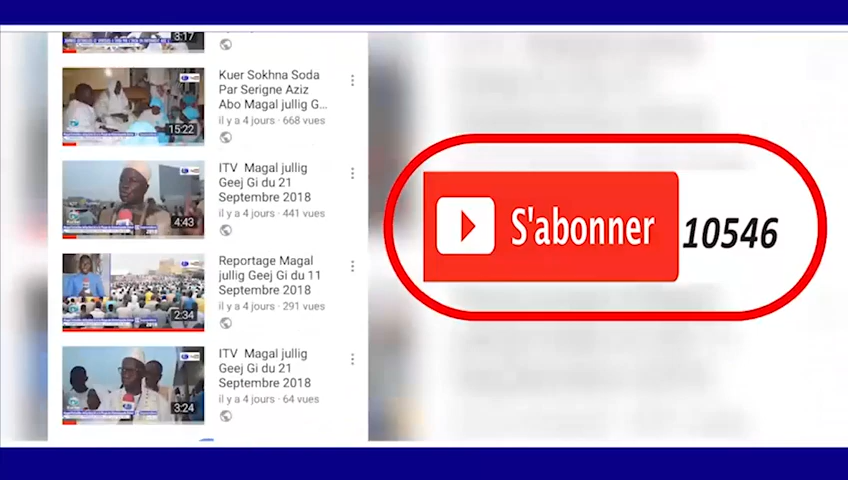 3:17
Kuer Sokhna Soda
Par Serigne Aziz
Abo Magal jullig G...
il y a 4 jours · 668 vues
15:22
ITV Magal jullig
Geej Gi du 21
Septembre 2018
il y a 4 jours · 441 vues
4:43
Reportage Magal
jullig Geej Gi du 11
Septembre 2018
il y a 4 jours · 291 vues
2:34
ITV Magal jullig
Geej Gi du 21
Septembre 2018
il y a 4 jours · 64 vues
3:24
S'abonner
10546